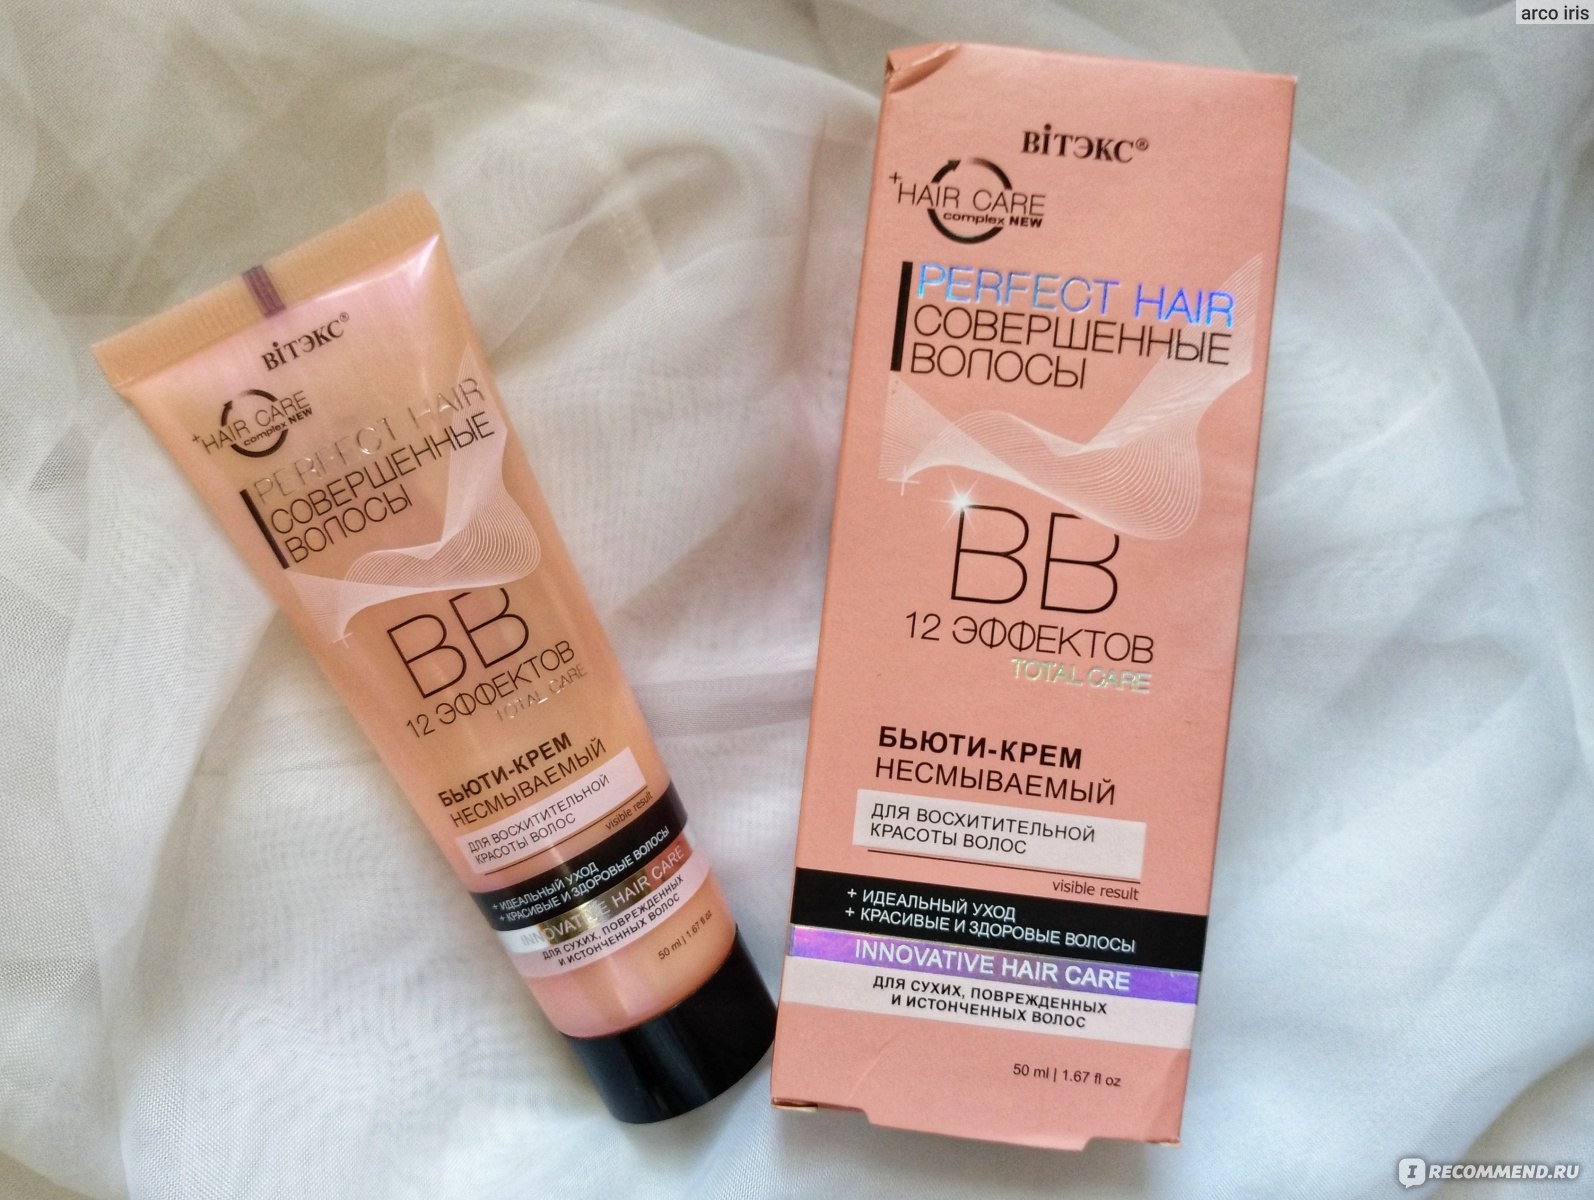 arco iris
ВІТЭКС®
+HAIR CARE
complex NEW
PERFECT HAIR
СОВЕРШЕННЫЕ
ВОЛОСЫ
BB
12 ЭФФЕКТОВ
TOTAL CARE
БЬЮТИ-КРЕМ
НЕСМЫВАЕМЫЙ
ДЛЯ ВОСХИТИТЕЛЬНОЙ
КРАСОТЫ ВОЛОС
visible result
+ ИДЕАЛЬНЫЙ УХОД
+ КРАСИВЫЕ И ЗДОРОВЫЕ ВОЛОСЫ
INNOVATIVE HAIR CARE
ДЛЯ СУХИХ, ПОВРЕЖДЕННЫХ
И ИСТОНЧЕННЫХ ВОЛОС
50 ml | 1.67 fl oz
ВІТЭКС®
+HAIR CARE
complex NEW
PERFECT HAIR
СОВЕРШЕННЫЕ
ВОЛОСЫ
BB
12 ЭФФЕКТОВ
TOTAL CARE
БЬЮТИ-КРЕМ
НЕСМЫВАЕМЫЙ
ДЛЯ ВОСХИТИТЕЛЬНОЙ
КРАСОТЫ ВОЛОС
visible result
+ ИДЕАЛЬНЫЙ УХОД
+ КРАСИВЫЕ И ЗДОРОВЫЕ ВОЛОСЫ
INNOVATIVE HAIR CARE
ДЛЯ СУХИХ, ПОВРЕЖДЕННЫХ
И ИСТОНЧЕННЫХ ВОЛОС
50 ml | 1.67 fl oz
IRECOMMEND.RU